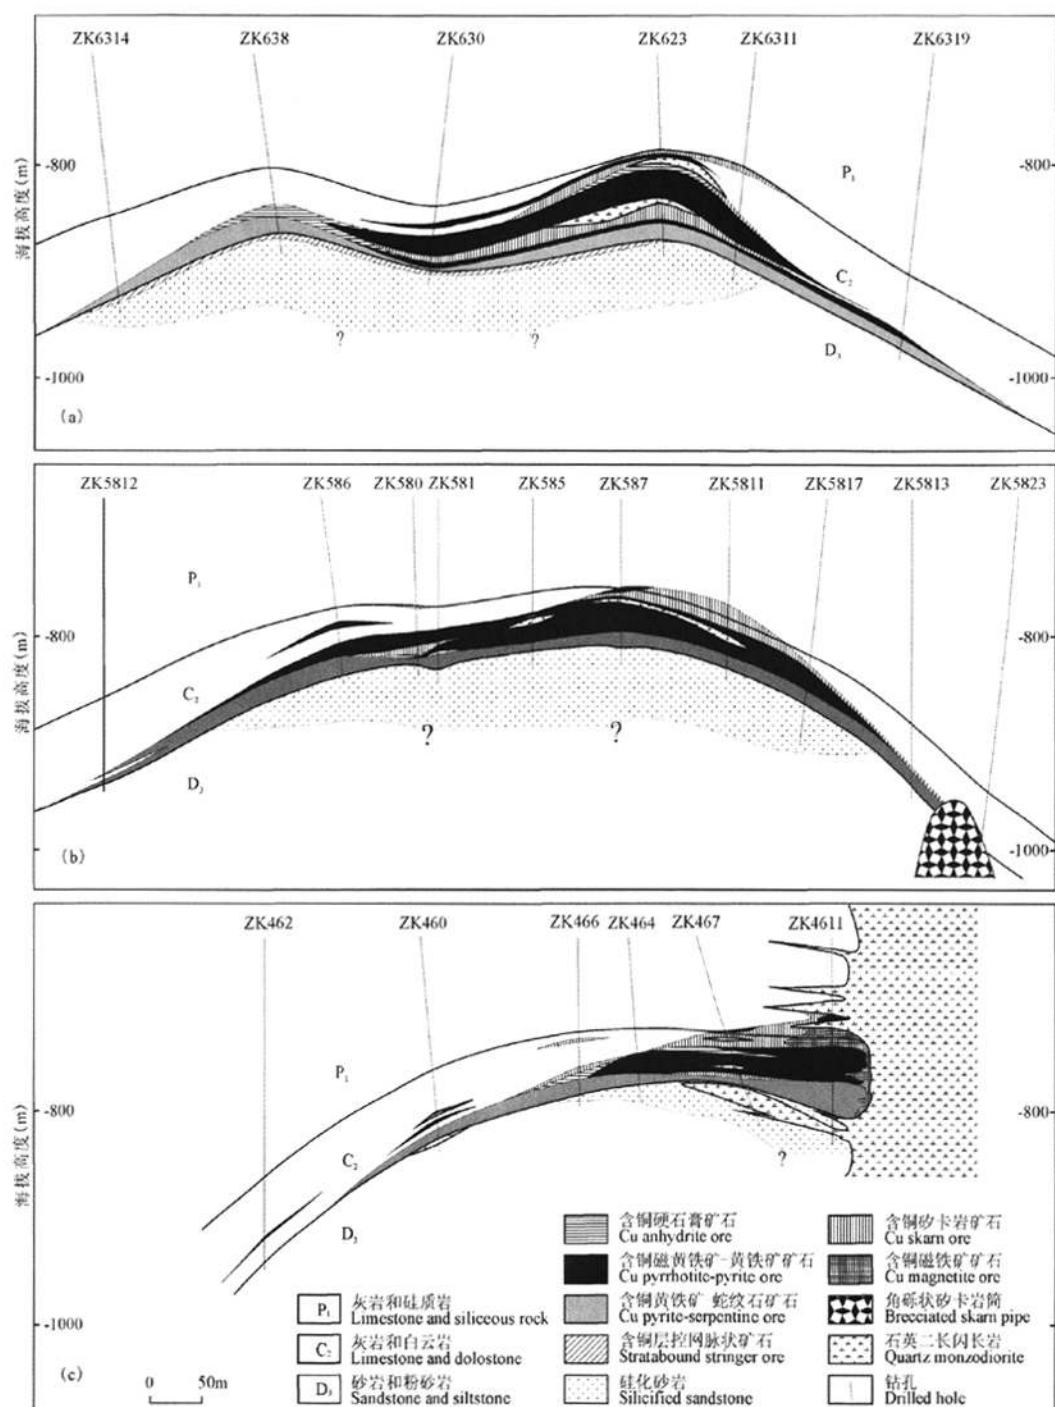 ZK6314 ZK638 ZK630 ZK623 ZK6311 ZK6319
海拔高度(m)
-800 -800
P₁
C₂
D₃
? ?
-1000 -1000
(a)
ZK5812 ZK586 ZK580 ZK581 ZK585 ZK587 ZK5811 ZK5817 ZK5813 ZK5823
海拔高度(m)
P₁
-800 -800
C₂
? ?
D₃
-1000
(b)
ZK462 ZK460 ZK466 ZK464 ZK467 ZK4611
海拔高度(m)
P₁
-800 -800
C₂
?
D₃
-1000
(c)
0 50m
P₁ 灰岩和硅质岩
Limestone and siliceous rock
C₂ 灰岩和白云岩
Limestone and dolostone
D₃ 砂岩和粉砂岩
Sandstone and siltstone
含铜硬石膏矿石
Cu anhydrite ore
含铜磁黄铁矿-黄铁矿矿石
Cu pyrrhotite-pyrite ore
含铜黄铁矿 蛇纹石矿石
Cu pyrite-serpentine ore
含铜层控网脉状矿石
Stratabound stringer ore
硅化砂岩
Silicified sandstone
含铜矽卡岩矿石
Cu skarn ore
含铜磁铁矿矿石
Cu magnetite ore
角砾状矽卡岩筒
Brecciated skarn pipe
石英二长闪长岩
Quartz monzodiorite
钻孔
Drilled hole